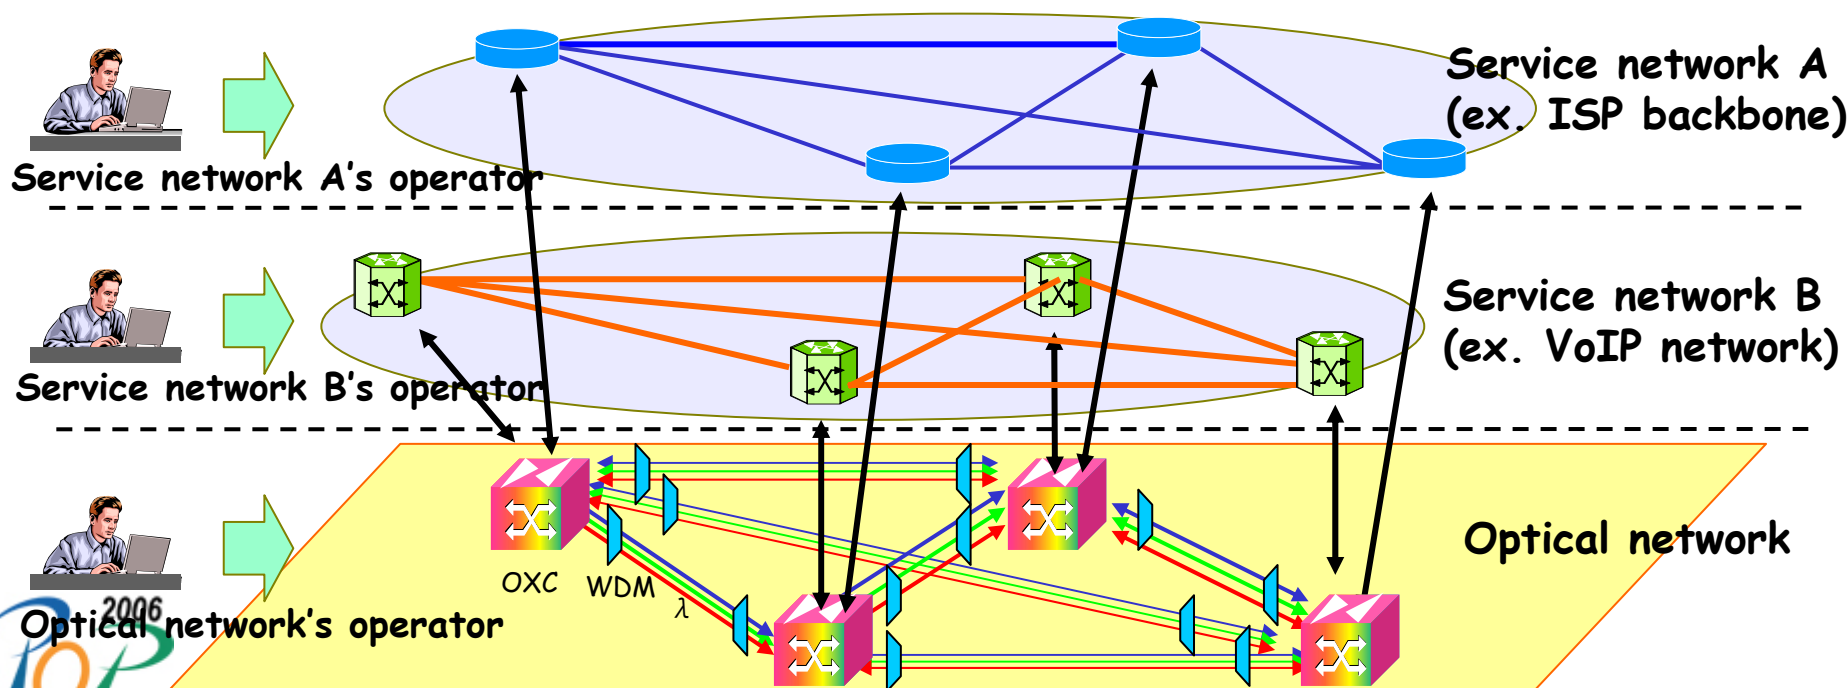 Service network A
(ex. ISP backbone)
Service network A's operator
Service network B
(ex. VoIP network)
Service network B's operator
Optical network
OXC
WDM
λ
2006
Optical network's operator
iPOP